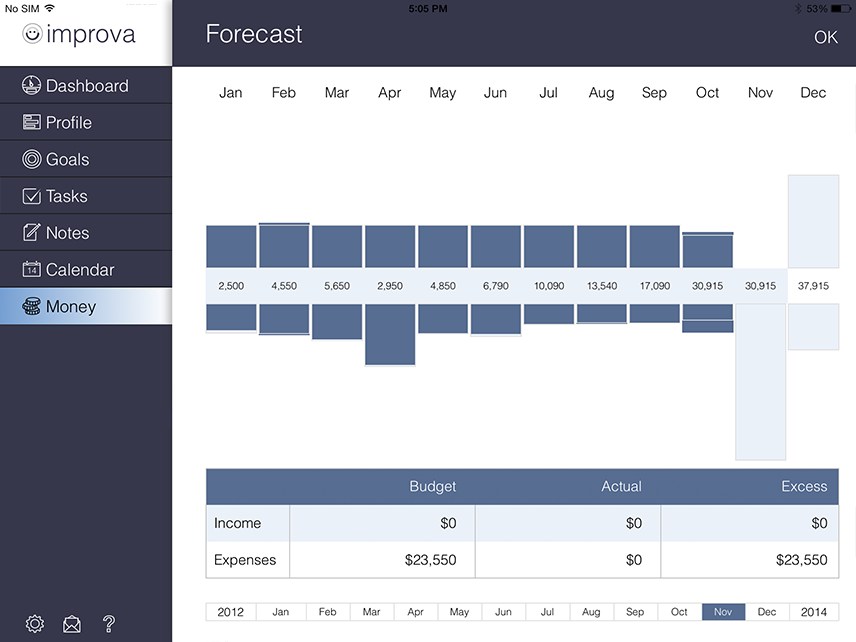 No SIM 5:05 PM 53%
improva Forecast OK
Dashboard
Profile
Goals
Tasks
Notes
14 Calendar
Money
Jan Feb Mar Apr May Jun Jul Aug Sep Oct Nov Dec
2,500 4,550 5,650 2,950 4,850 6,790 10,090 13,540 17,090 30,915 30,915 37,915
Budget Actual Excess
Income $0 $0 $0
Expenses $23,550 $0 $23,550
2012 Jan Feb Mar Apr May Jun Jul Aug Sep Oct Nov Dec 2014
?